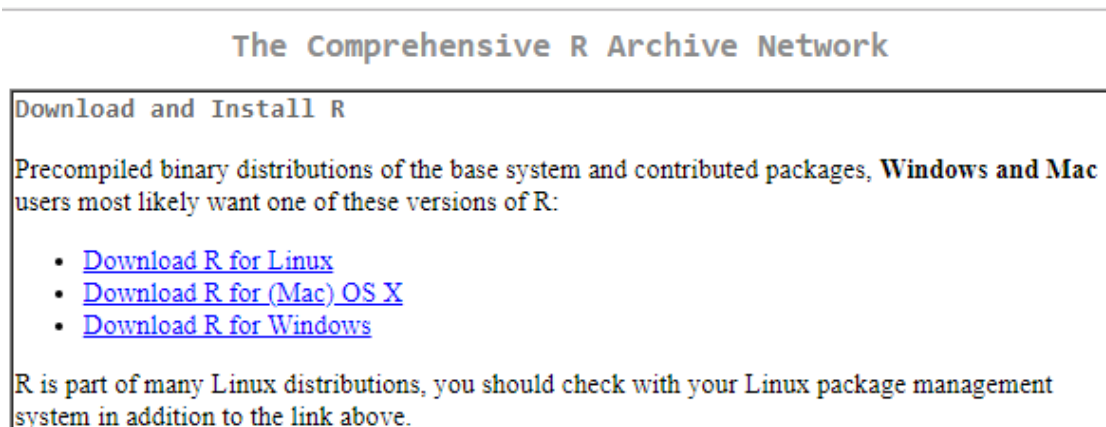 The Comprehensive R Archive Network
Download and Install R
Precompiled binary distributions of the base system and contributed packages, Windows and Mac
users most likely want one of these versions of R:
• Download R for Linux
• Download R for (Mac) OS X
• Download R for Windows
R is part of many Linux distributions, you should check with your Linux package management
system in addition to the link above.